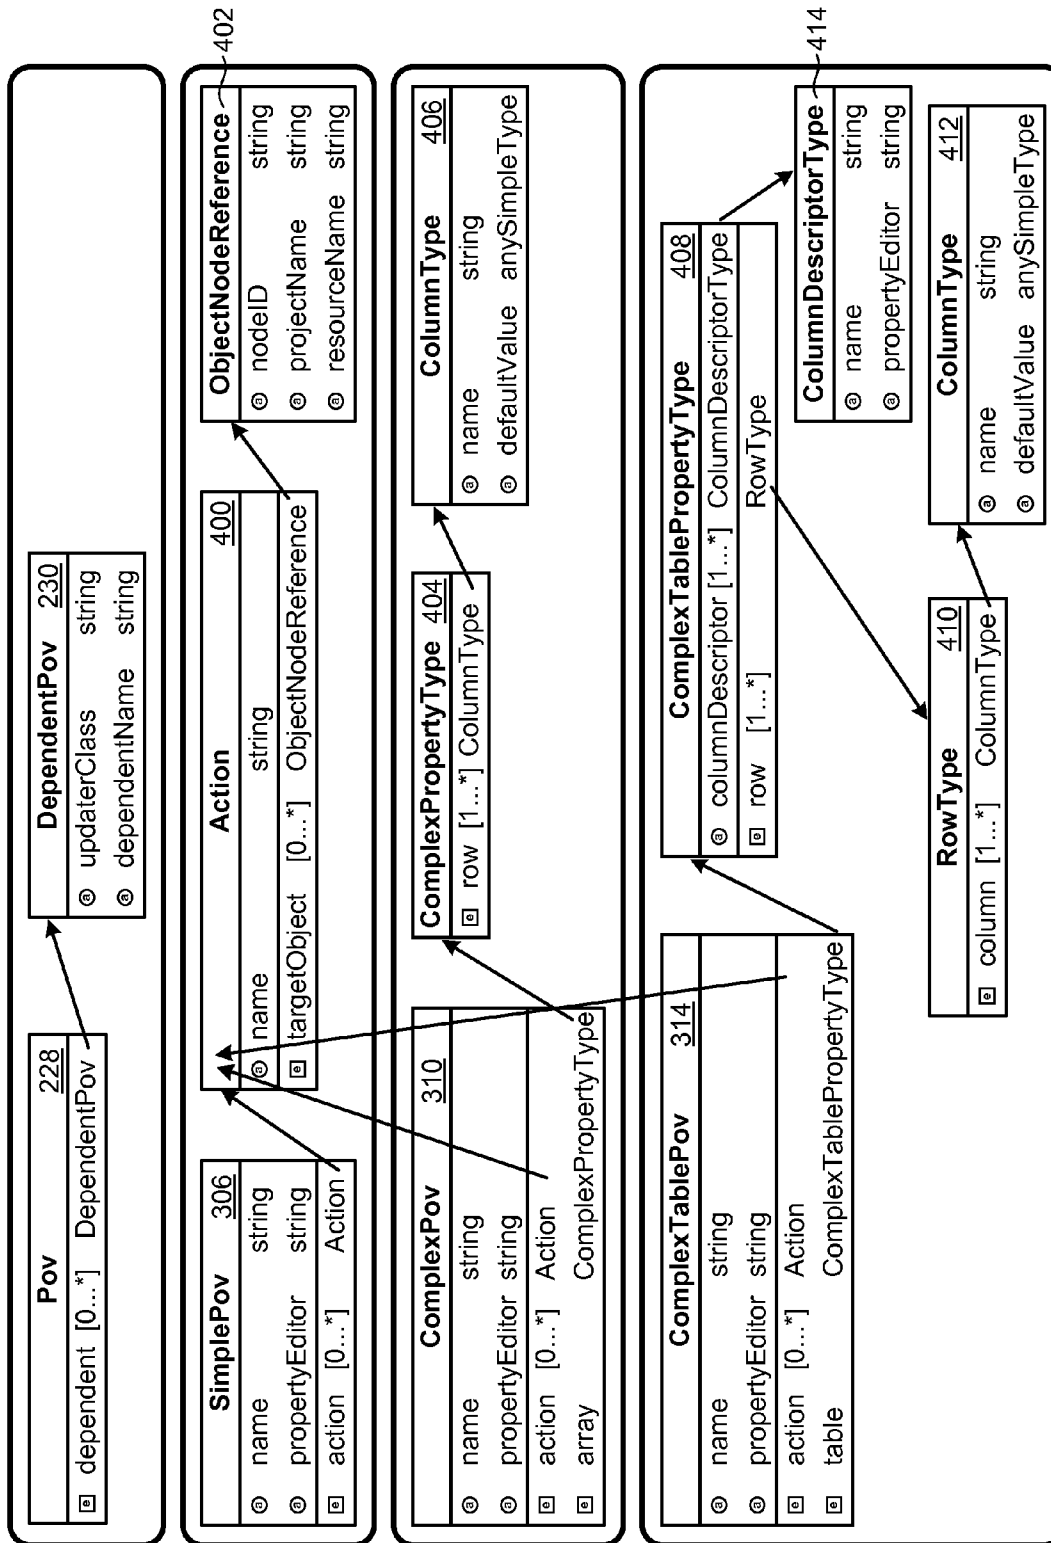 Pov 228
e dependent [0...*] DependentPov
DependentPov 230
a updaterClass string
a dependentName string
SimplePov 306
a name string
a propertyEditor string
e action [0...*] Action
Action 400
a name string
e targetObject [0...*] ObjectNodeReference
ObjectNodeReference 402
a nodeID string
a projectName string
a resourceName string
ComplexPov 310
a name string
a propertyEditor string
e action [0...*] Action
e array ComplexPropertyType
ComplexPropertyType 404
e row [1...*] ColumnType
ColumnType 406
a name string
a defaultValue anySimpleType
ComplexTablePov 314
a name string
a propertyEditor string
e action [0...*] Action
e table ComplexTablePropertyType
ComplexTablePropertyType 408
a columnDescriptor [1...*] ColumnDescriptorType
e row [1...*] RowType
ColumnDescriptorType 414
a name string
a propertyEditor string
RowType 410
e column [1...*] ColumnType
ColumnType 412
a name string
a defaultValue anySimpleType